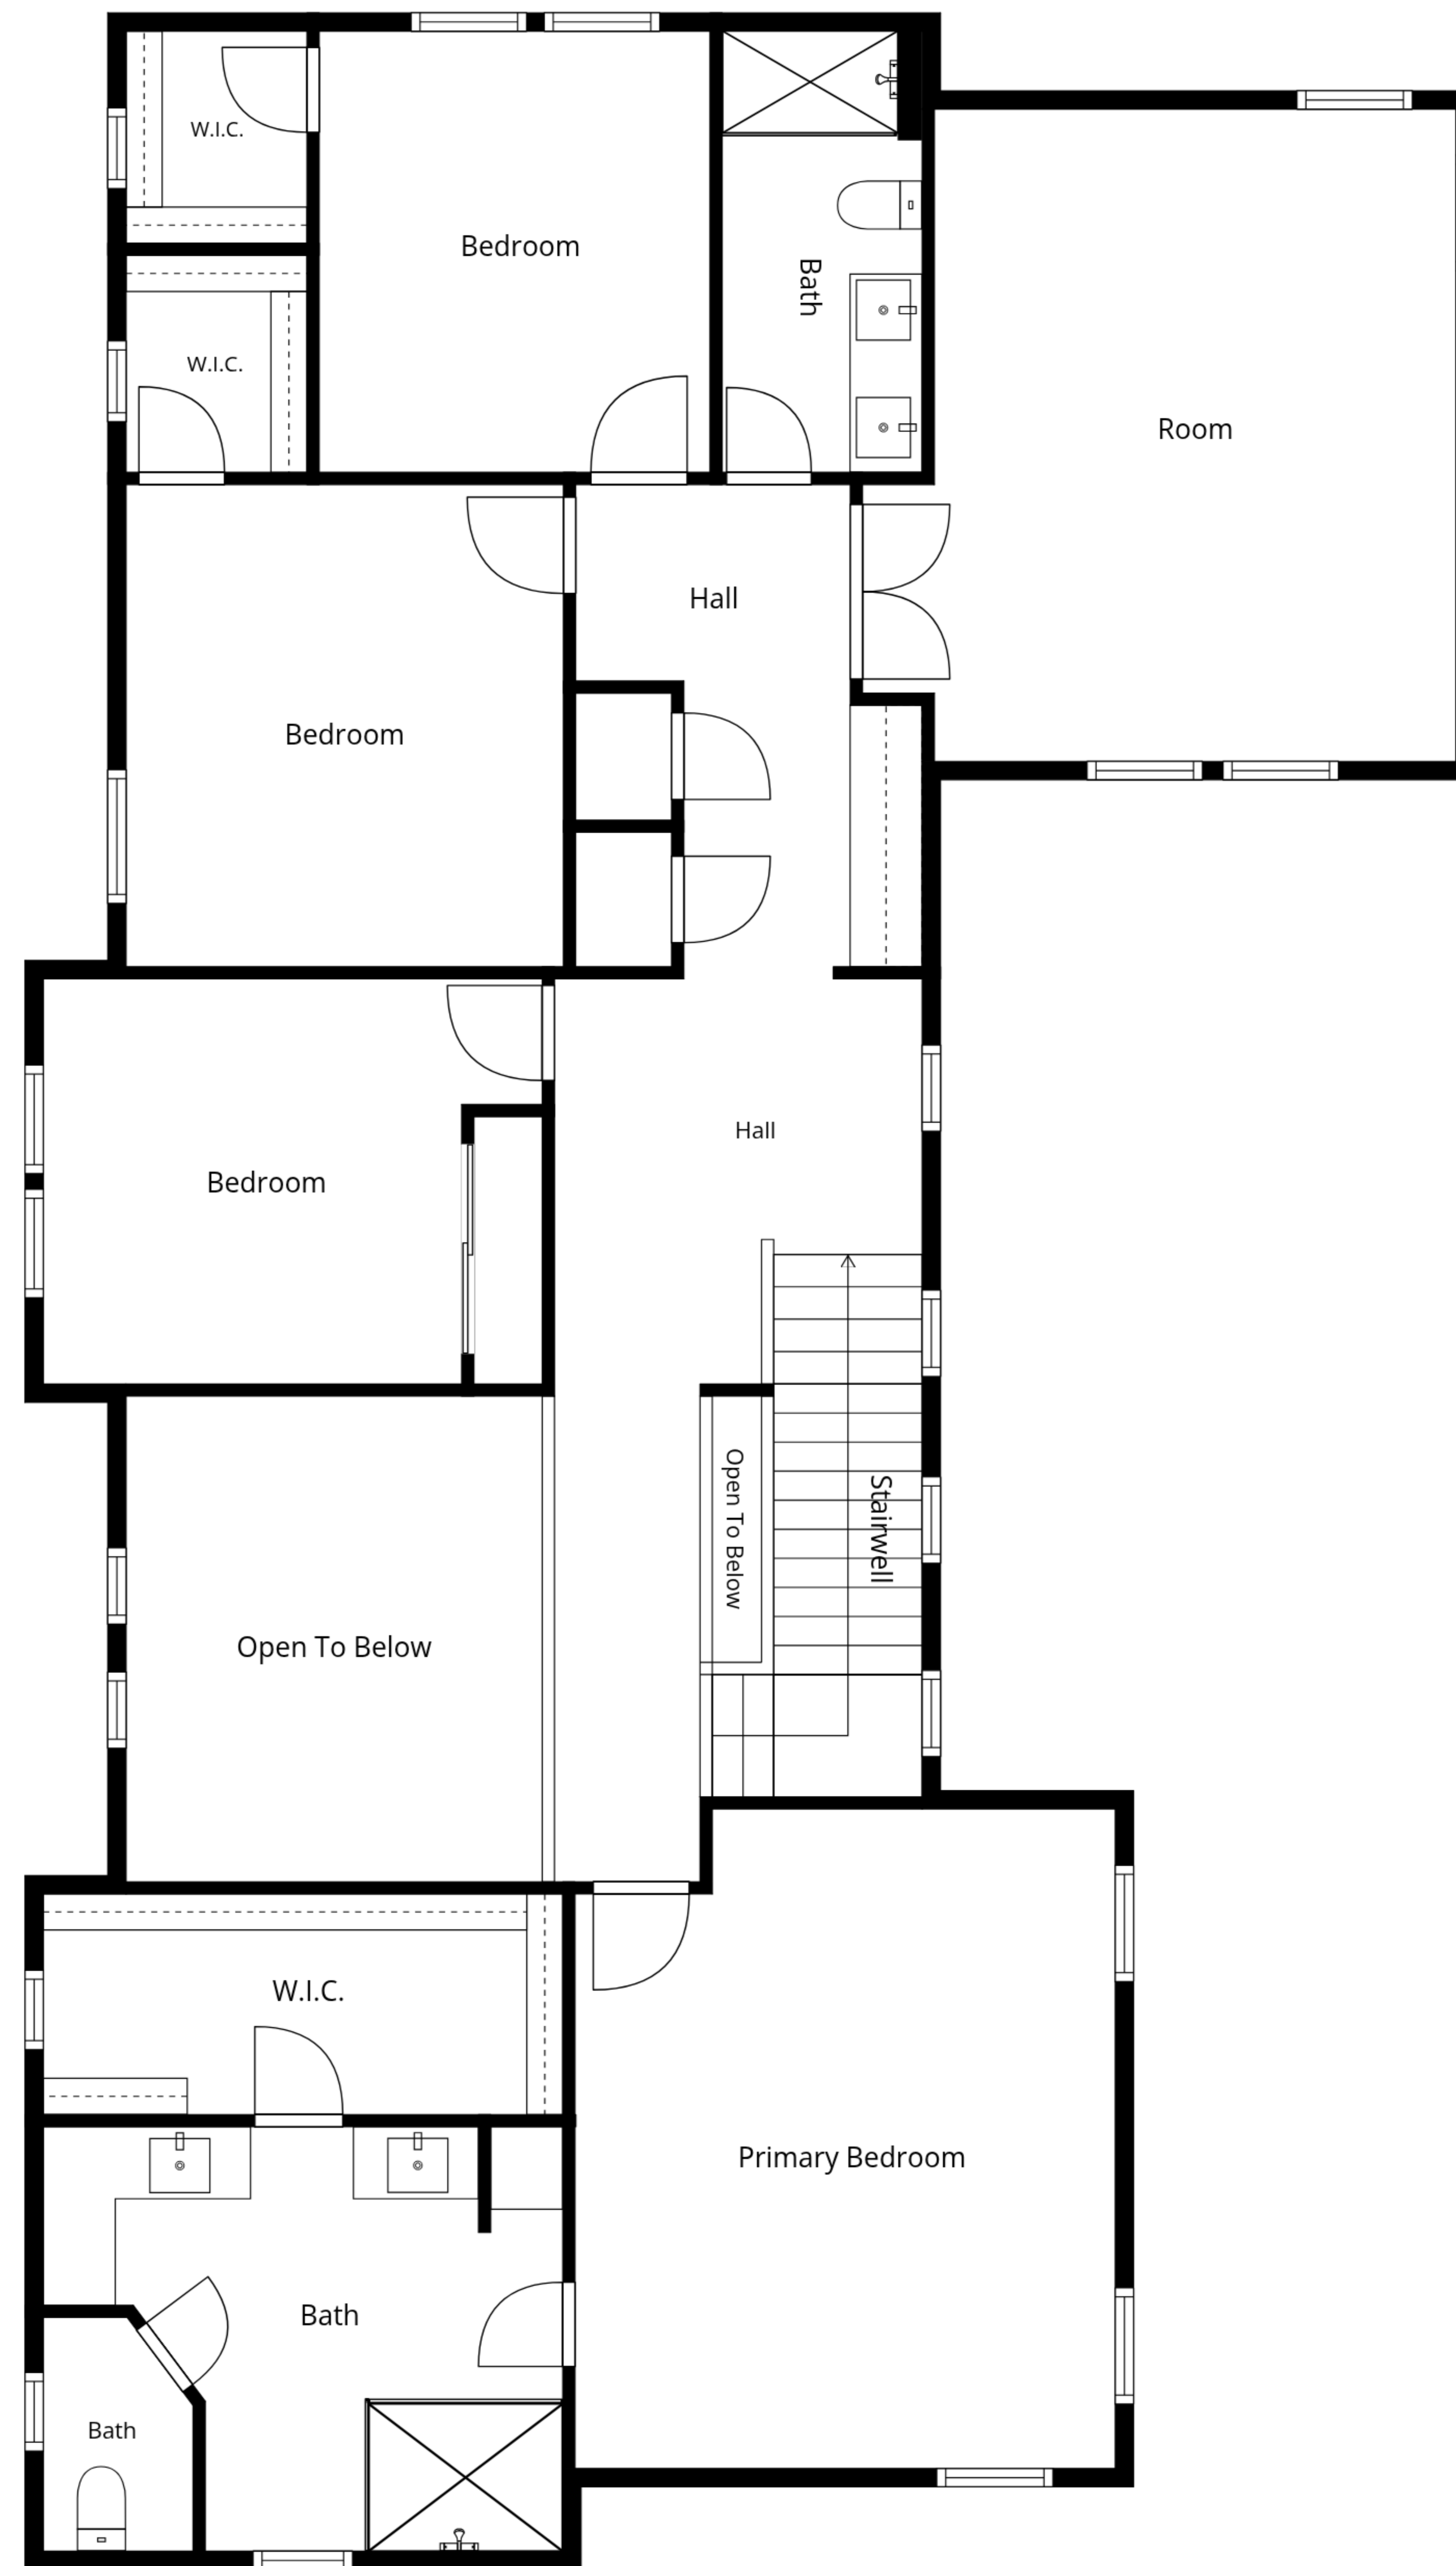 W.I.C.
Bedroom
Bath
W.I.C.
Room
Hall
Bedroom
Hall
Bedroom
Open To Below
Stairwell
Open To Below
W.I.C.
Primary Bedroom
Bath
Bath